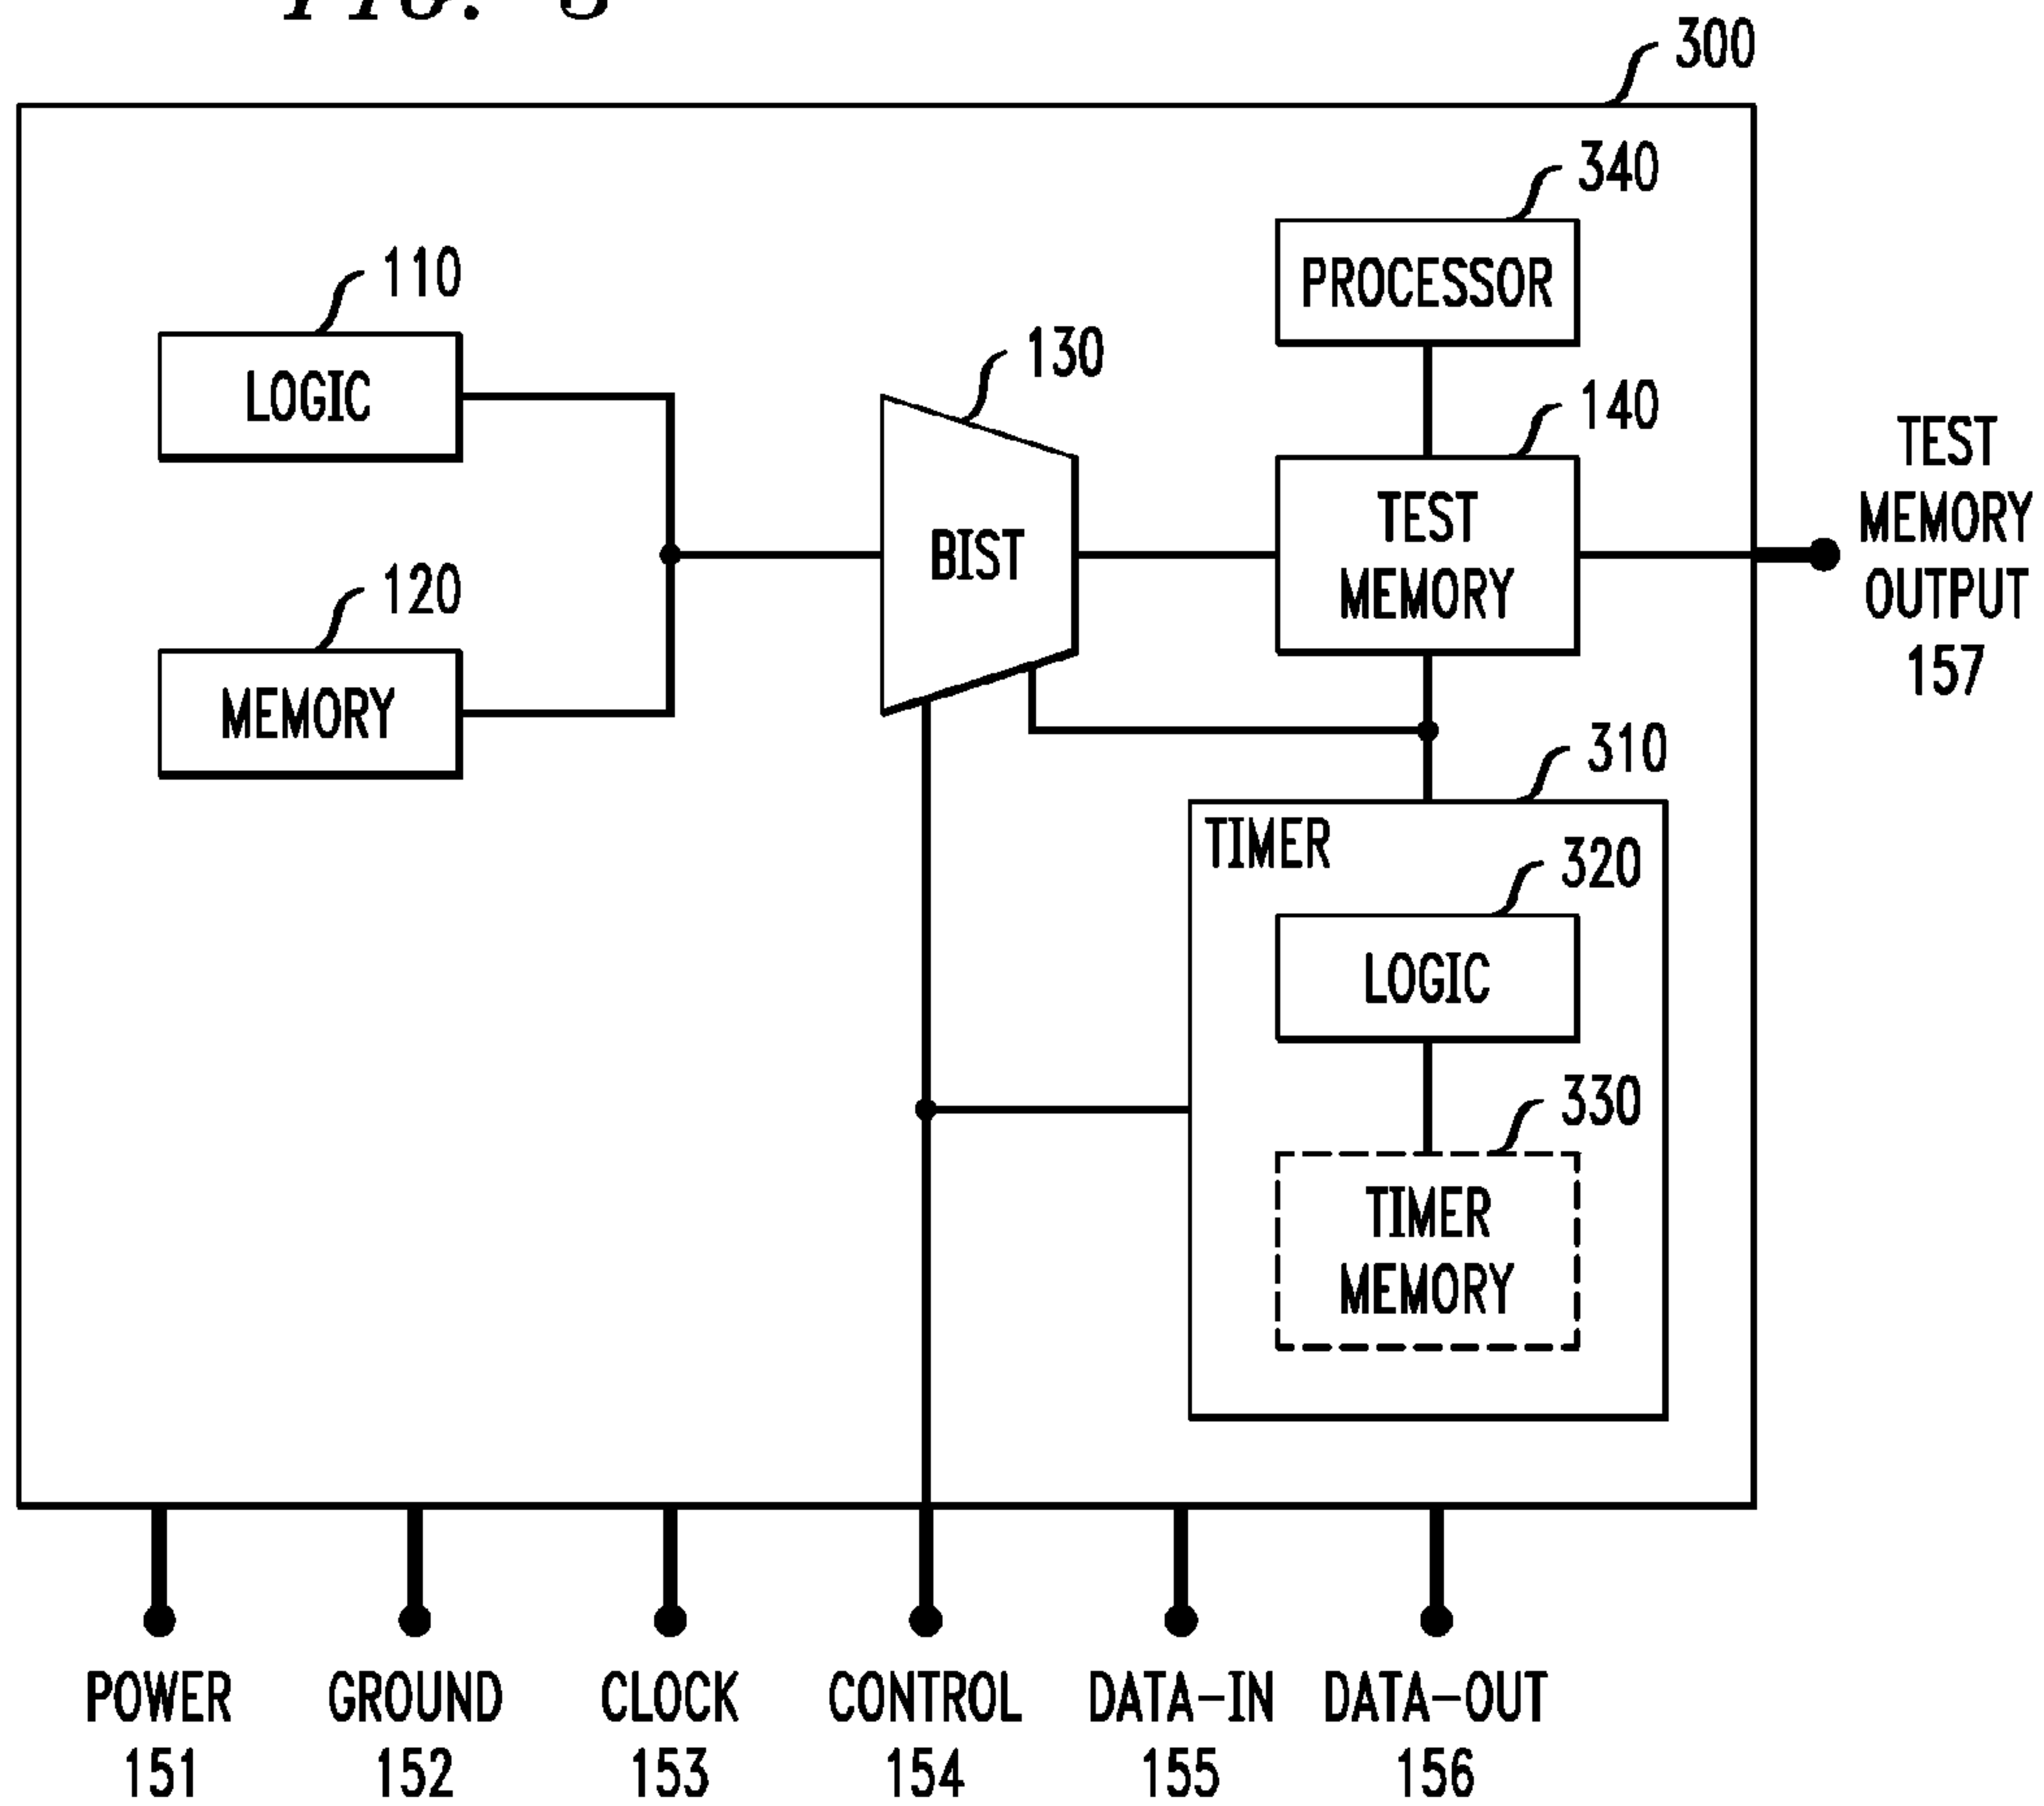 300
340
PROCESSOR
110
LOGIC
130
BIST
140
TEST
MEMORY
TEST
MEMORY
OUTPUT
157
120
MEMORY
310
TIMER
320
LOGIC
330
TIMER
MEMORY
POWER
151
GROUND
152
CLOCK
153
CONTROL
154
DATA-IN
155
DATA-OUT
156